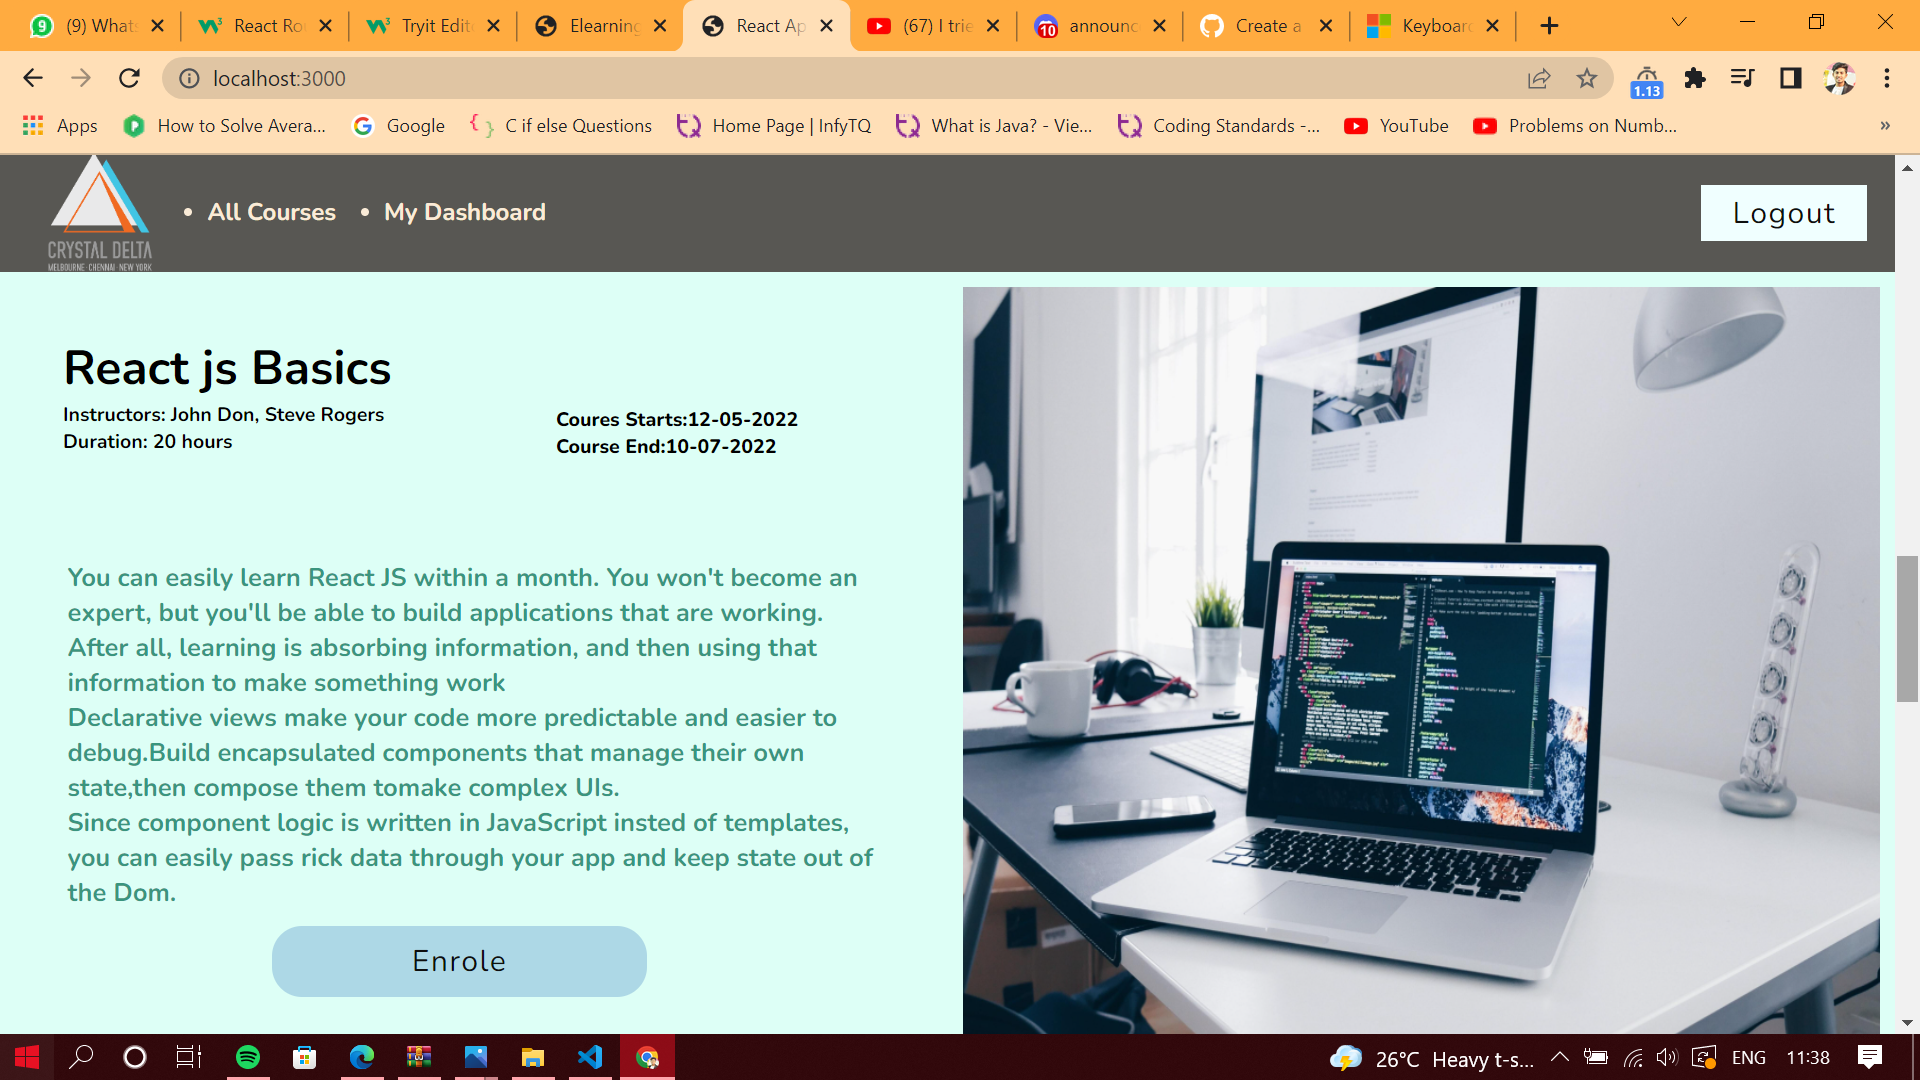 (9) Whats
React Ro
Tryit Edit
Elearning
React Ap
(67) I trie
10
announc
Create a
Keyboard
localhost:3000
1.13
Apps
How to Solve Avera...
Google
C if else Questions
Home Page | InfyTQ
What is Java? - Vie...
Coding Standards -...
YouTube
Problems on Numb...
»
CRYSTAL DELTA
MELBOURNE CHENNAI NEW YORK
• All Courses
• My Dashboard
Logout
React js Basics
Instructors: John Don, Steve Rogers
Duration: 20 hours
Coures Starts:12-05-2022
Course End:10-07-2022
You can easily learn React JS within a month. You won't become an
expert, but you'll be able to build applications that are working.
After all, learning is absorbing information, and then using that
information to make something work
Declarative views make your code more predictable and easier to
debug.Build encapsulated components that manage their own
state,then compose them tomake complex UIs.
Since component logic is written in JavaScript insted of templates,
you can easily pass rick data through your app and keep state out of
the Dom.
Enrole
26°C Heavy t-s...
ENG
11:38